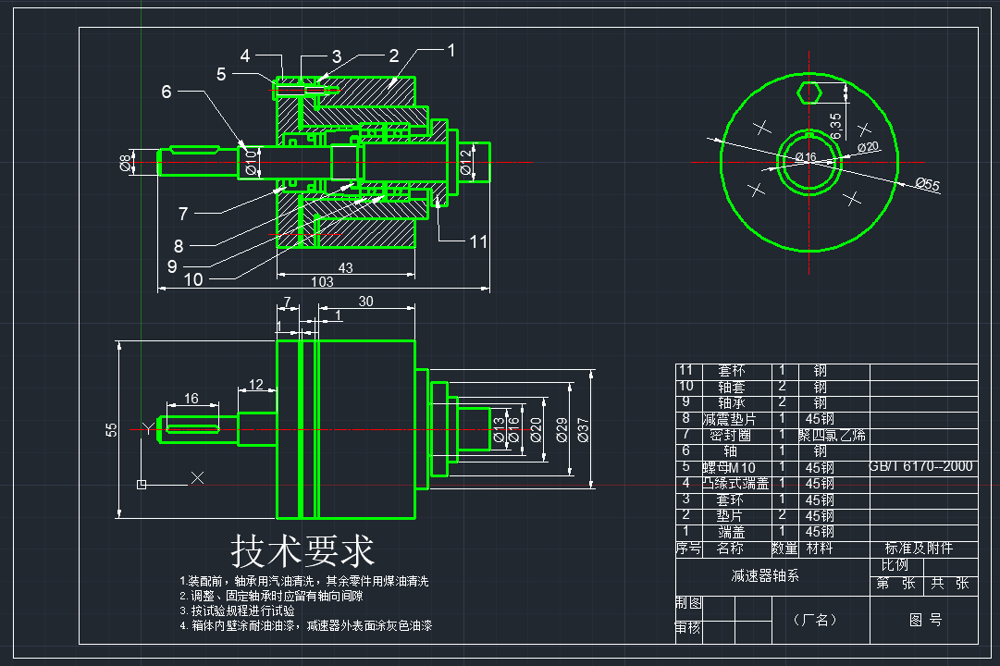 4
3
2
1
5
6
Ø8
Ø10
Ø12
7
8
9
10
11
43
103
6,35
Ø20
Ø16
Ø55
7
30
1
1
12
16
55
Y
X
Ø13
Ø16
Ø20
Ø29
Ø37
技术要求
1.装配前，轴承用汽油清洗，其余零件用煤油清洗
2. 调整、固定轴承时应留有轴向间隙
3. 按试验规程进行试验
4. 箱体内壁涂耐油油漆，减速器外表面涂灰色油漆
11 套杯 1 钢
10 轴套 2 钢
9 轴承 2 钢
8 减震垫片 1 45钢
7 密封圈 1 聚四氯乙烯
6 轴 1 钢
5 螺母M10 1 45钢 GB/T 6170--2000
4 凸缘式端盖 1 45钢
3 套环 1 45钢
2 垫片 2 45钢
1 端盖 1 45钢
序号 名称 数量 材料 标准及附件
减速器轴系 比例
第 张 共 张
制图
审核 （厂名） 图 号